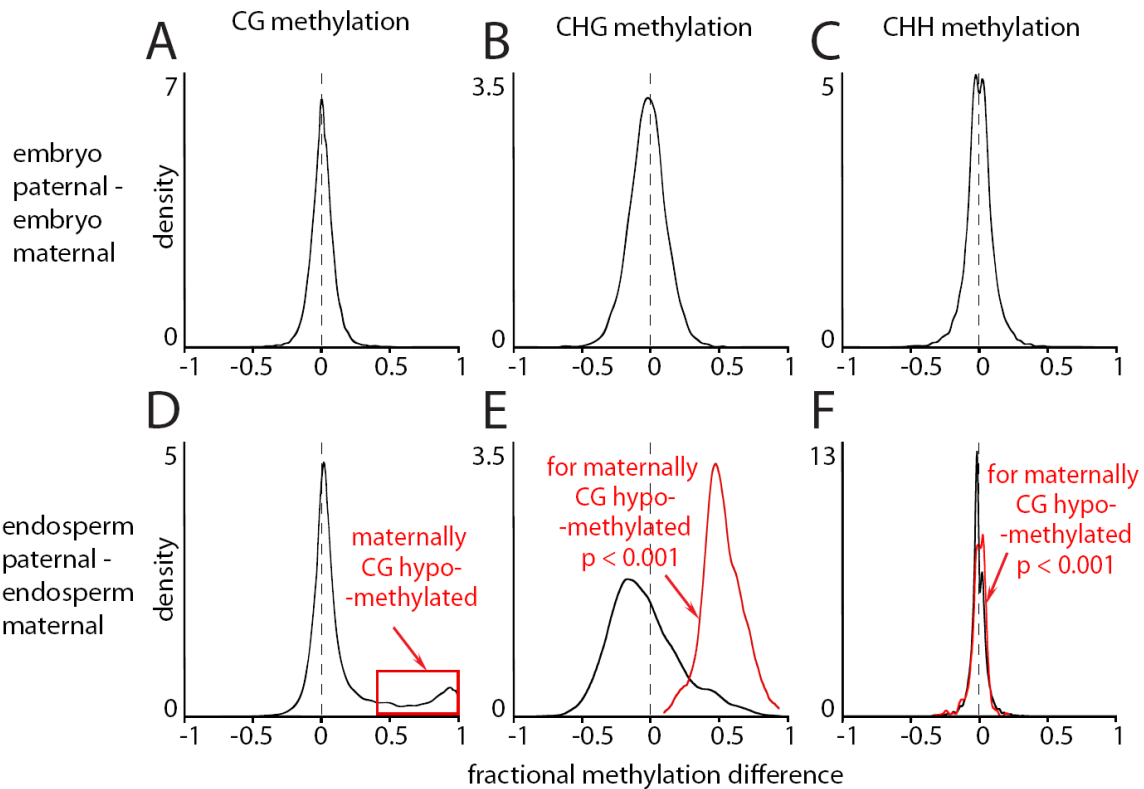 A
CG methylation
B
CHG methylation
C
CHH methylation
embryo
paternal -
embryo
maternal
density
7
0
-1
-0.5
0
0.5
1
3.5
0
-1
-0.5
0
0.5
1
5
0
-1
-0.5
0
0.5
1
D
E
F
endosperm
paternal -
endosperm
maternal
density
5
0
maternally
CG hypo-
-methylated
-1
-0.5
0
0.5
1
3.5
0
for maternally
CG hypo-
-methylated
p < 0.001
-1
-0.5
0
0.5
1
13
0
for maternally
CG hypo-
-methylated
p < 0.001
-1
-0.5
0
0.5
1
fractional methylation difference